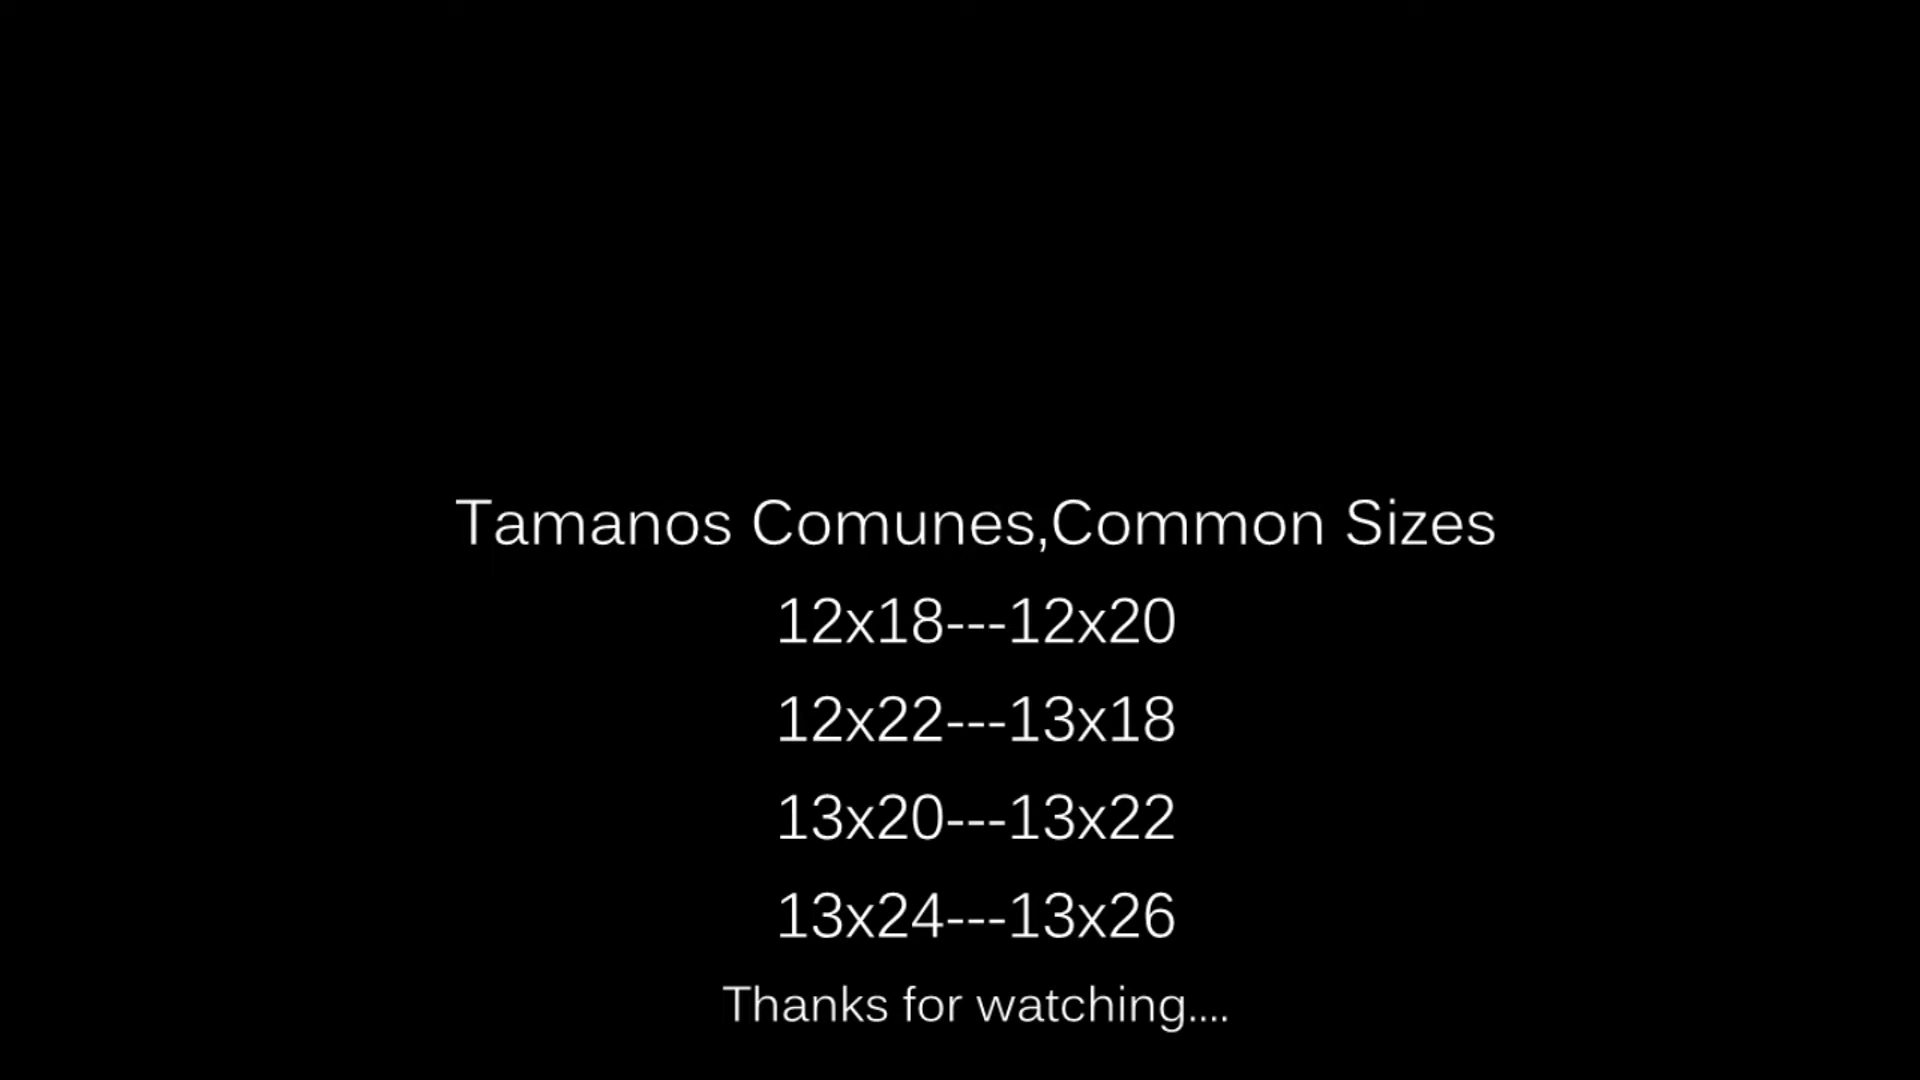 Tamanos Comunes,Common Sizes
12x18---12x20
12x22---13x18
13x20---13x22
13x24---13x26
Thanks for watching....